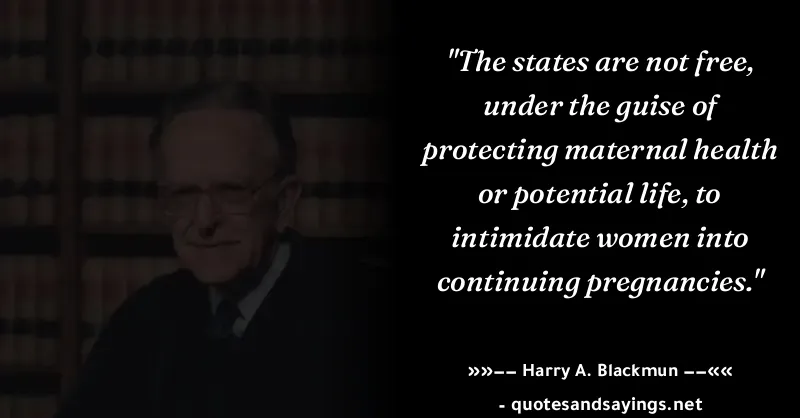 "The states are not free,
under the guise of
protecting maternal health
or potential life, to
intimidate women into
continuing pregnancies."
»»−− Harry A. Blackmun −−««
- quotesandsayings.net